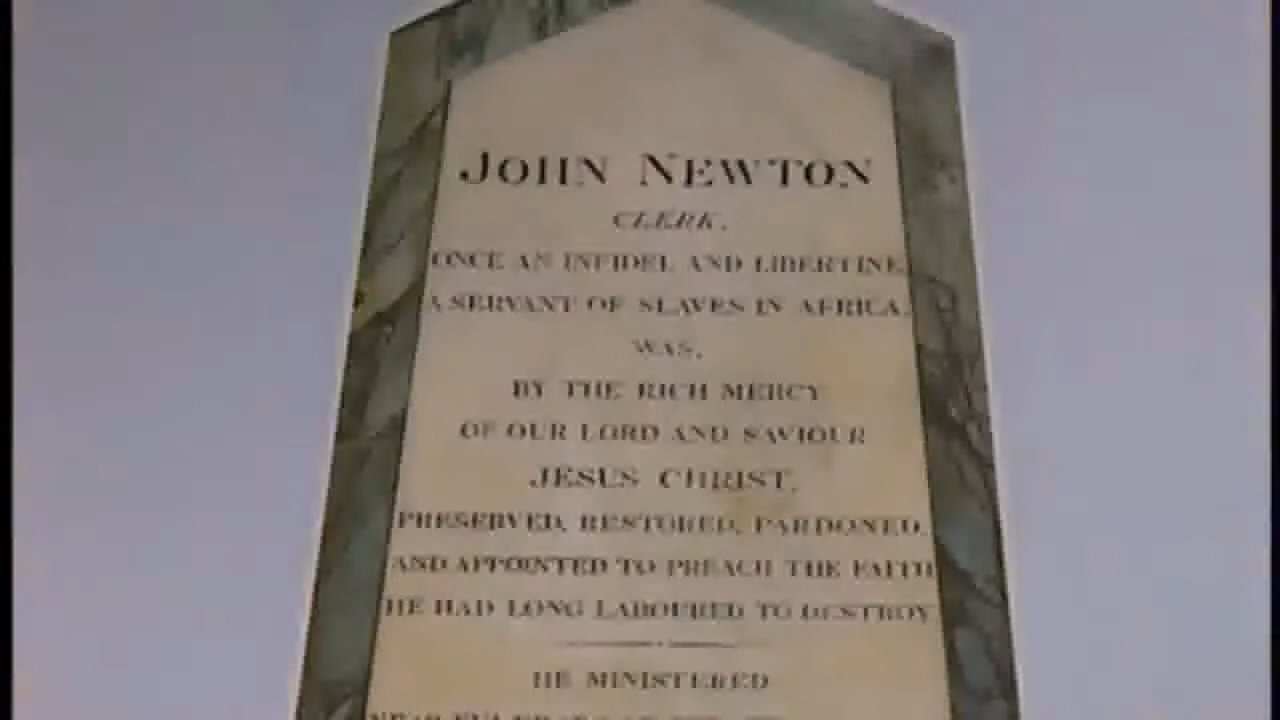 JOHN NEWTON
CLERK.
ONCE AN INFIDEL AND LIBERTINE,
A SERVANT OF SLAVES IN AFRICA,
WAS,
BY THE RICH MERCY
OF OUR LORD AND SAVIOUR
JESUS CHRIST,
PRESERVED, RESTORED, PARDONED,
AND APPOINTED TO PREACH THE FAITH
HE HAD LONG LABOURED TO DESTROY
HE MINISTERED